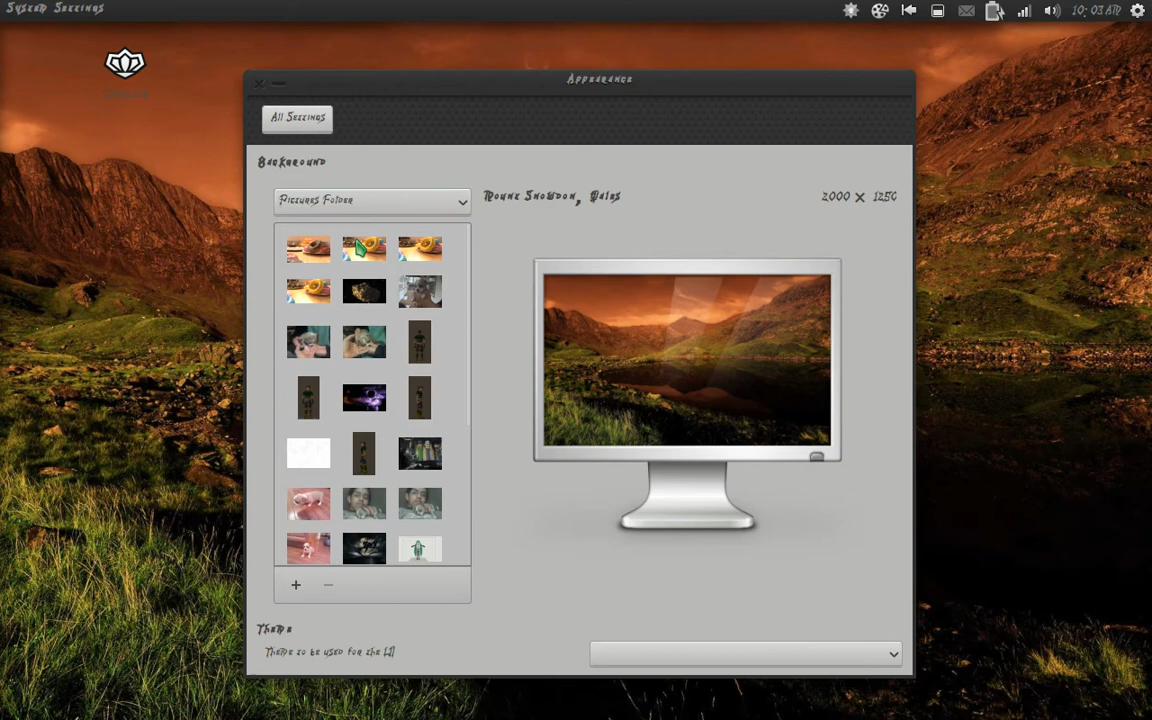 System Settings
10:03 AM
Appearance
All Settings
Background
Pictures Folder
Mount Snowdon, Wales
2000 × 1250
Theme
Theme to be used for the UI